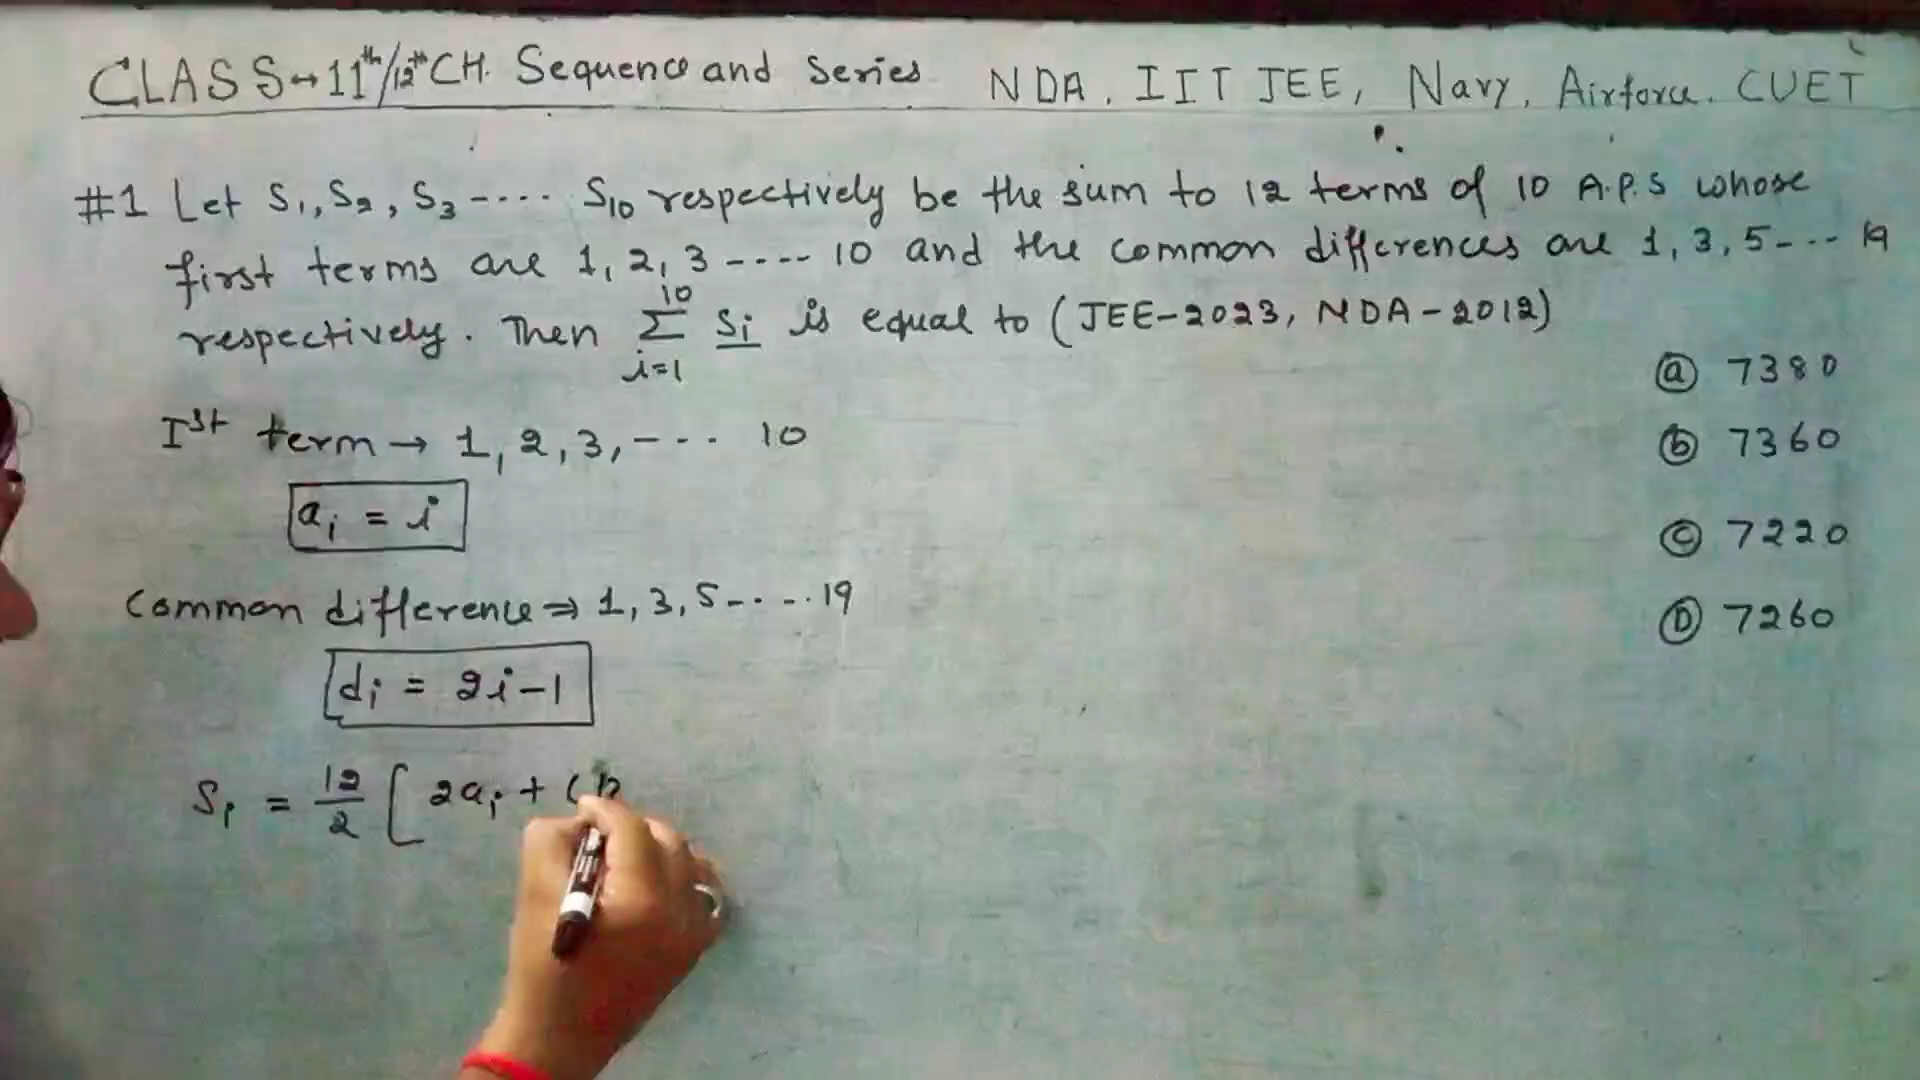 CLASS→11th/12th CH. Sequence and Series NDA, IIT JEE, Navy, Airforce, CUET
#1 Let S₁, S₂, S₃ ---- S₁₀ respectively be the sum to 12 terms of 10 A.P.S whose
first terms are 1, 2, 3 ---- 10 and the common differences are 1, 3, 5---- 19
respectively. Then \sum_{i=1}^{10} Si is equal to (JEE-2023, NDA-2012)
ⓐ 7380
Ist term → 1, 2, 3, --- 10
ⓑ 7360
aᵢ = i
ⓒ 7220
Common difference ⇒ 1, 3, 5---- 19
Ⓓ 7260
dᵢ = 2i-1
Sᵢ = 12/2 [ 2aᵢ + (12